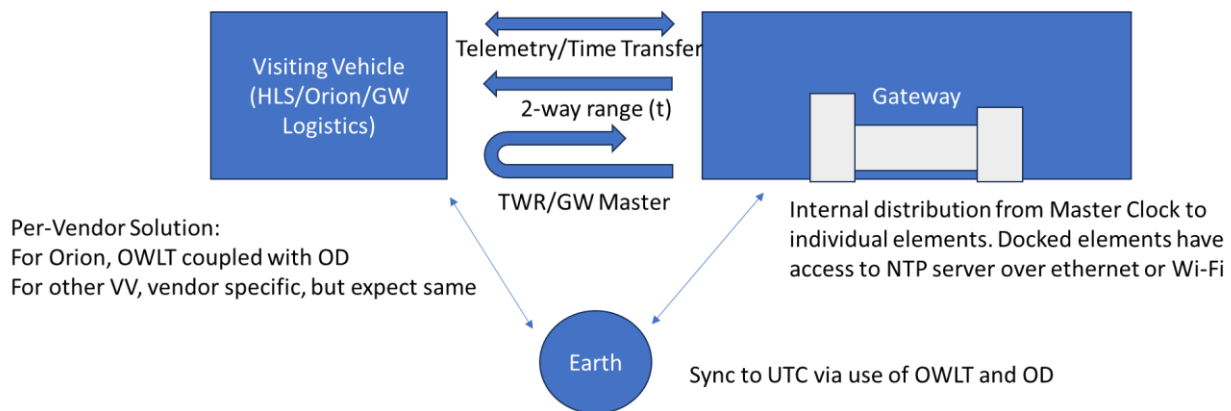 Visiting Vehicle
(HLS/Orion/GW
Logistics)
Telemetry/Time Transfer
2-way range (t)
TWR/GW Master
Gateway
Per-Vendor Solution:
For Orion, OWLT coupled with OD
For other VV, vendor specific, but expect same
Internal distribution from Master Clock to
individual elements. Docked elements have
access to NTP server over ethernet or Wi-Fi
Earth
Sync to UTC via use of OWLT and OD